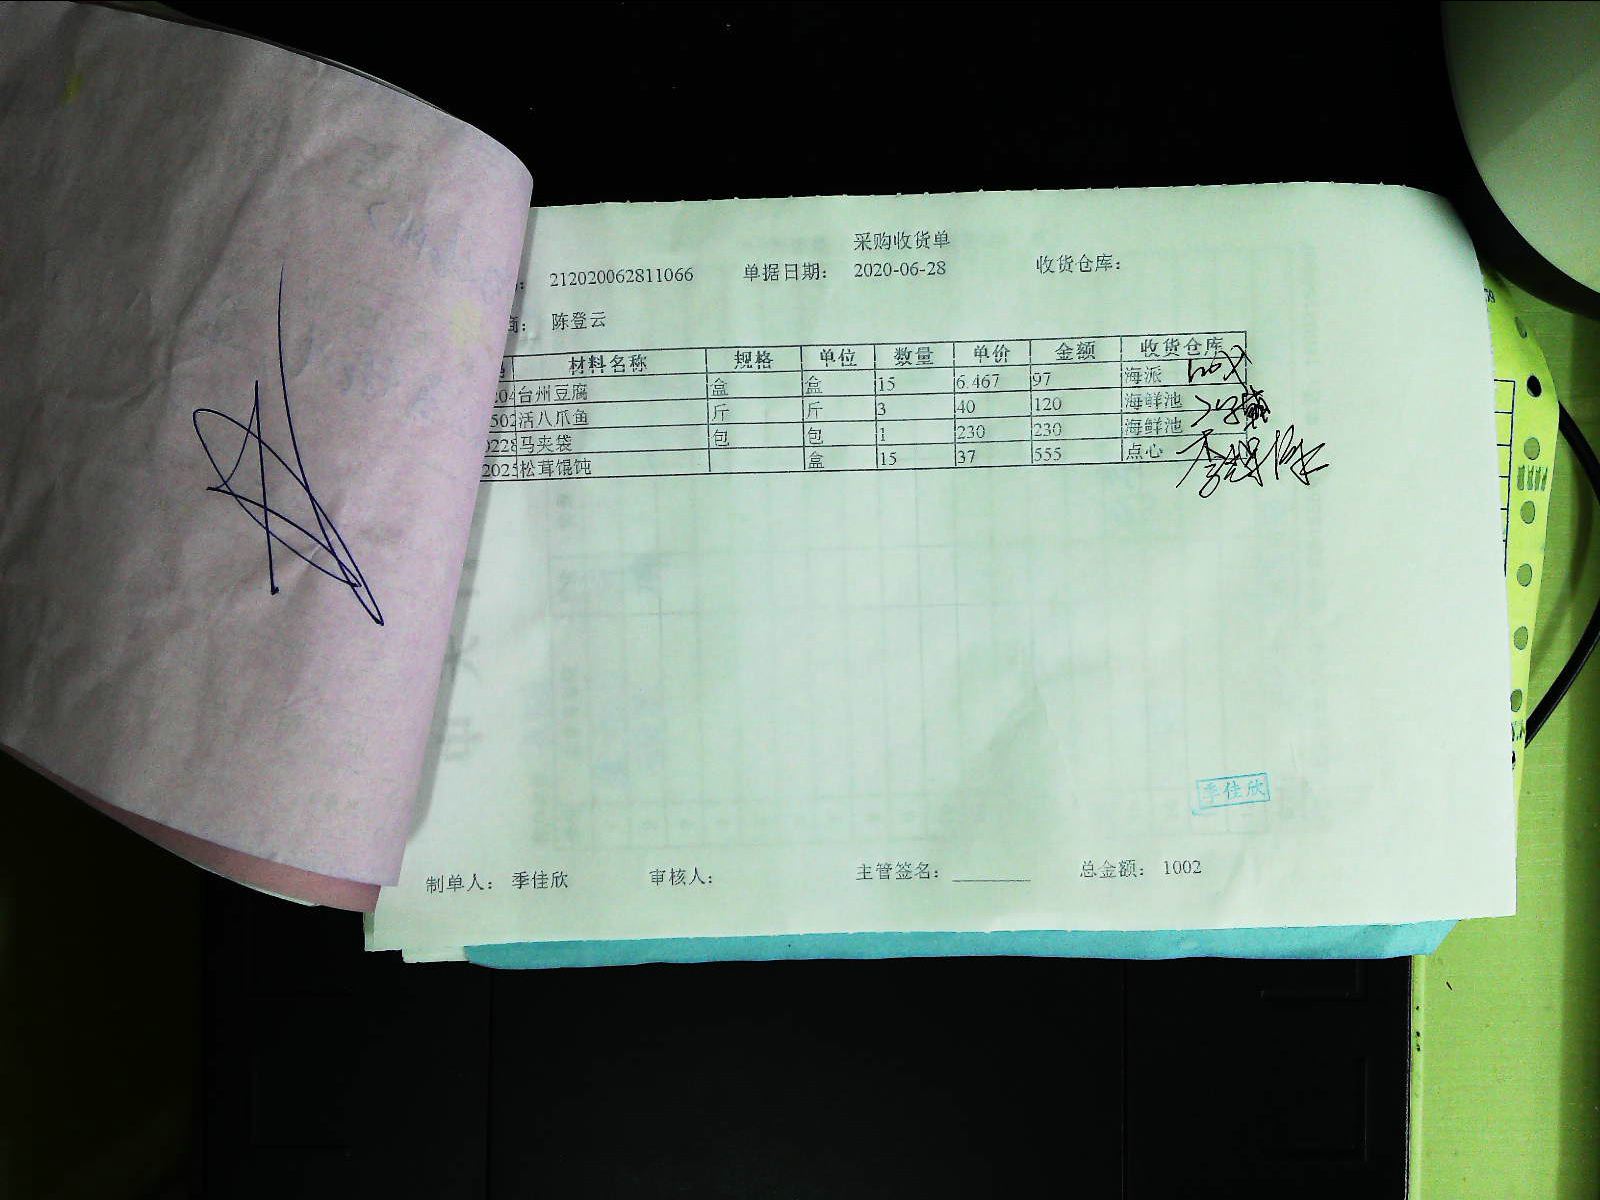 采购收货单
: 212020062811066 单据日期: 2020-06-28 收货仓库:
商: 陈登云
材料名称 规格 单位 数量 单价 金额 收货仓库
204 台州豆腐 盒 盒 15 6.467 97 海派
502 活八爪鱼 斤 斤 3 40 120 海鲜池
0228 马夹袋 包 包 1 230 230 海鲜池
2025 松茸馄饨 盒 15 37 555 点心
季佳欣
制单人: 季佳欣 审核人: 主管签名: 总金额: 1002